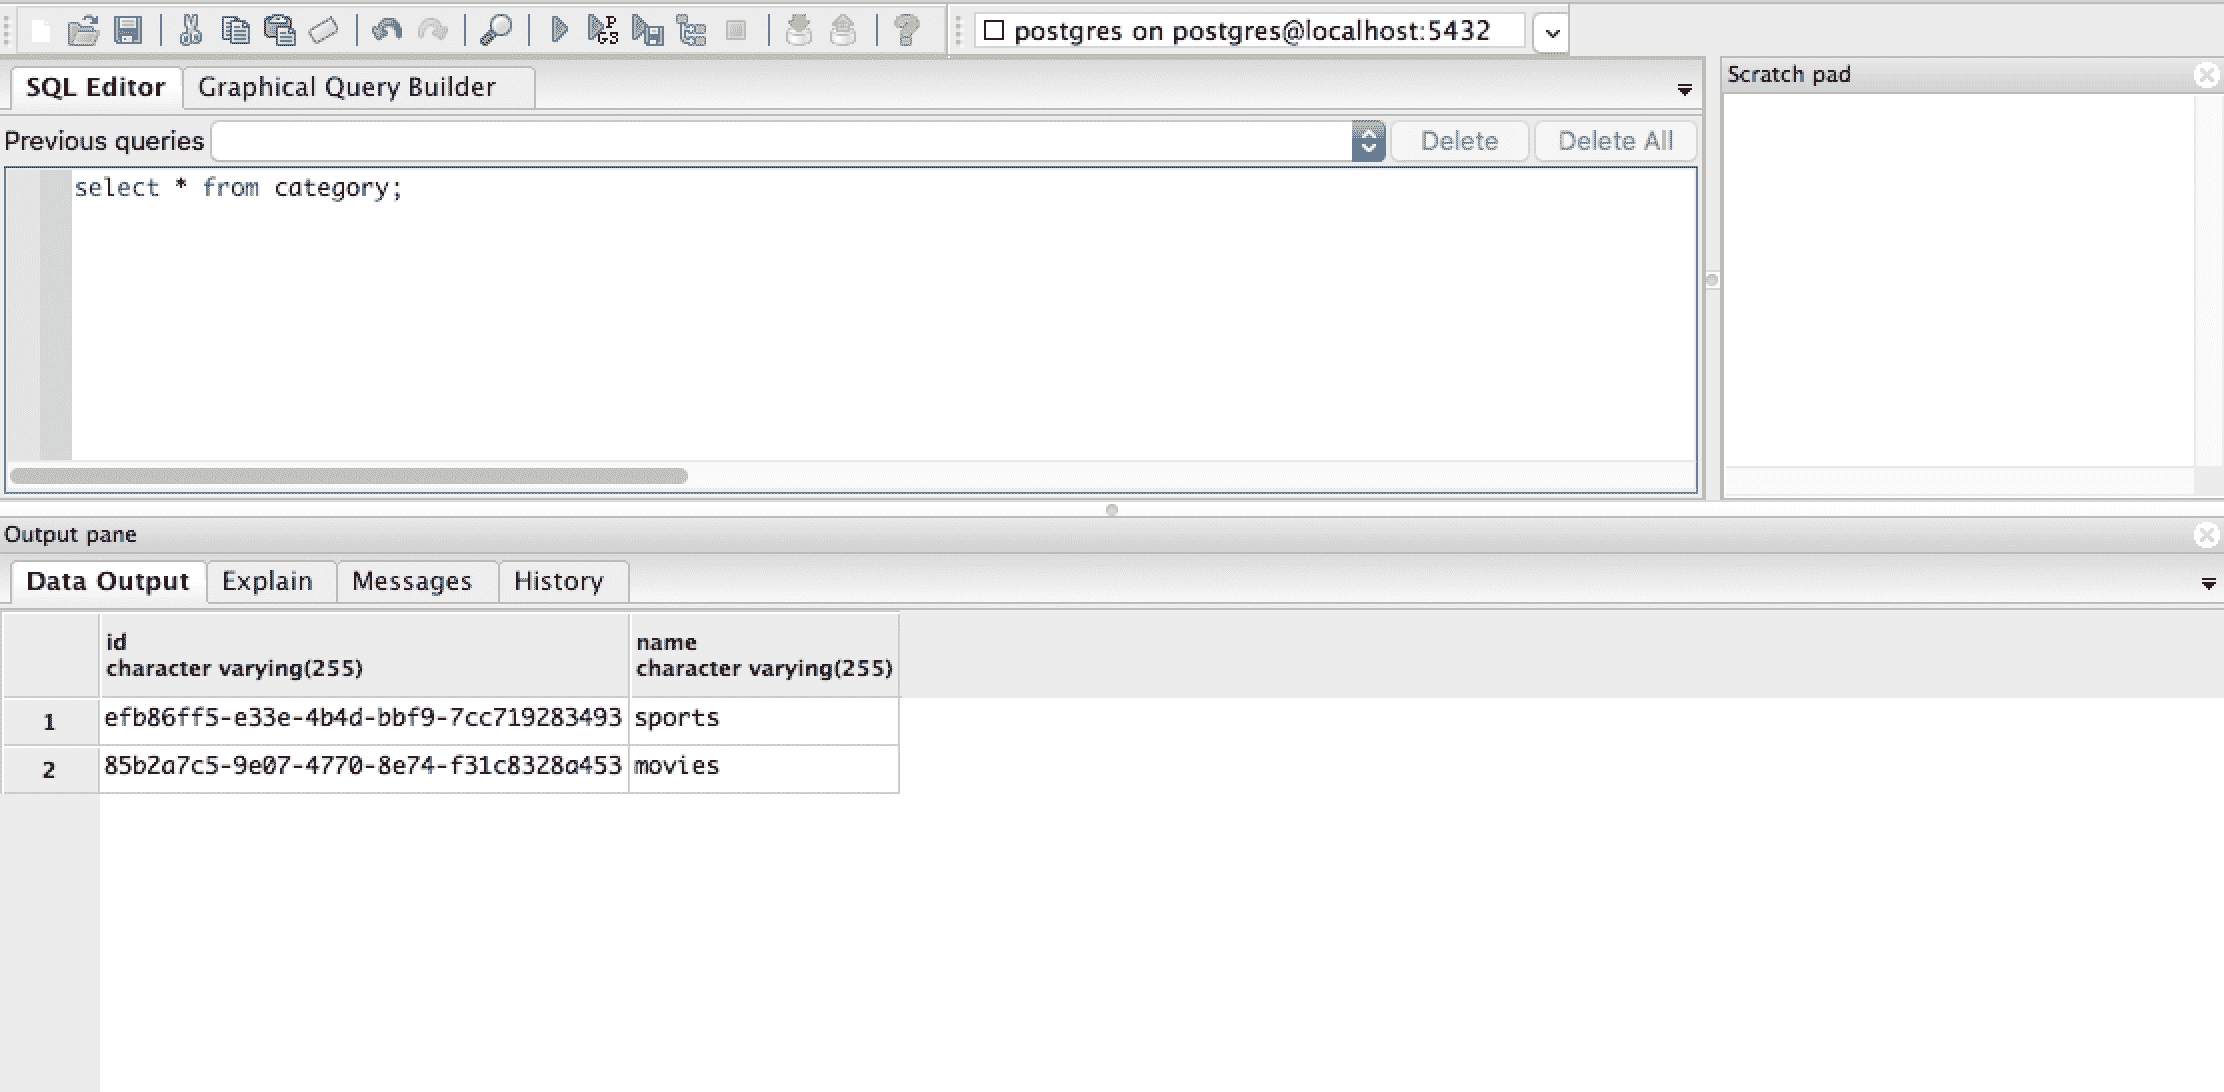 postgres on postgres@localhost:5432
SQL Editor Graphical Query Builder
Scratch pad
Previous queries Delete Delete All
select * from category;
Output pane
Data Output Explain Messages History
id name
character varying(255) character varying(255)
1 efb86ff5-e33e-4b4d-bbf9-7cc719283493 sports
2 85b2a7c5-9e07-4770-8e74-f31c8328a453 movies